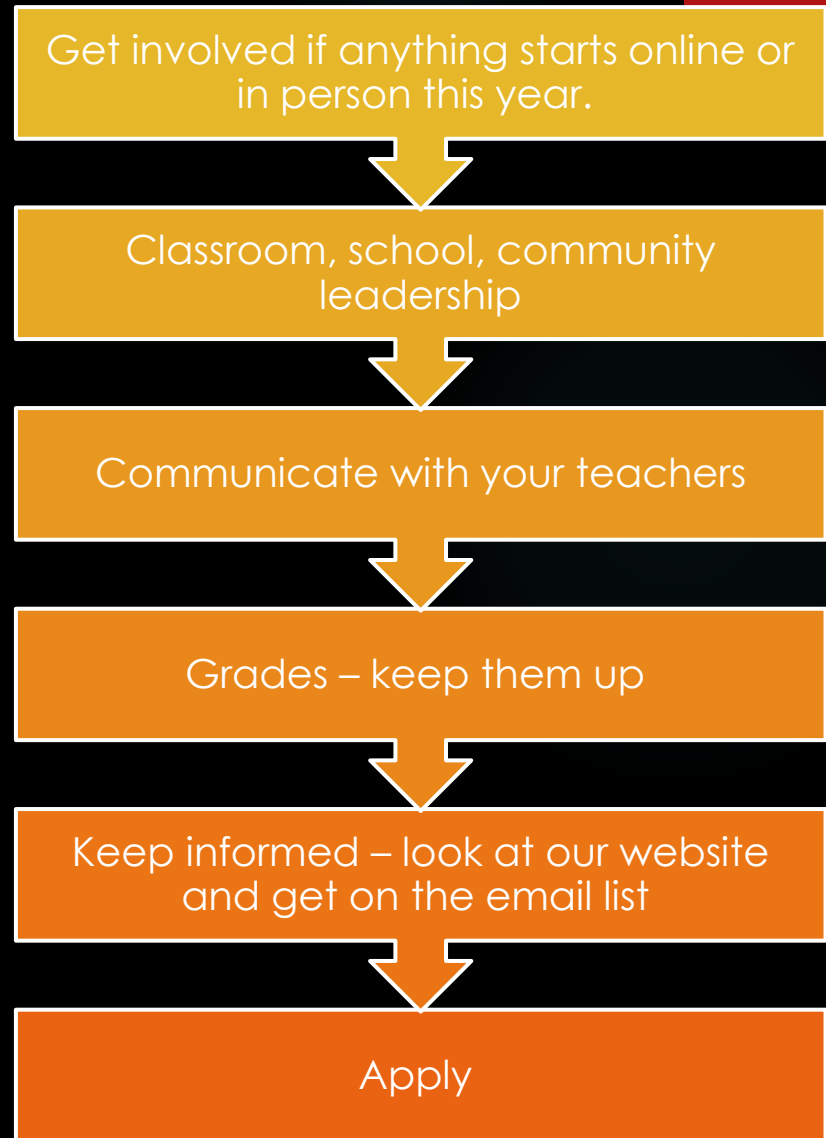 Get involved if anything starts online or
in person this year.
Classroom, school, community
leadership
Communicate with your teachers
Grades – keep them up
Keep informed – look at our website
and get on the email list
Apply